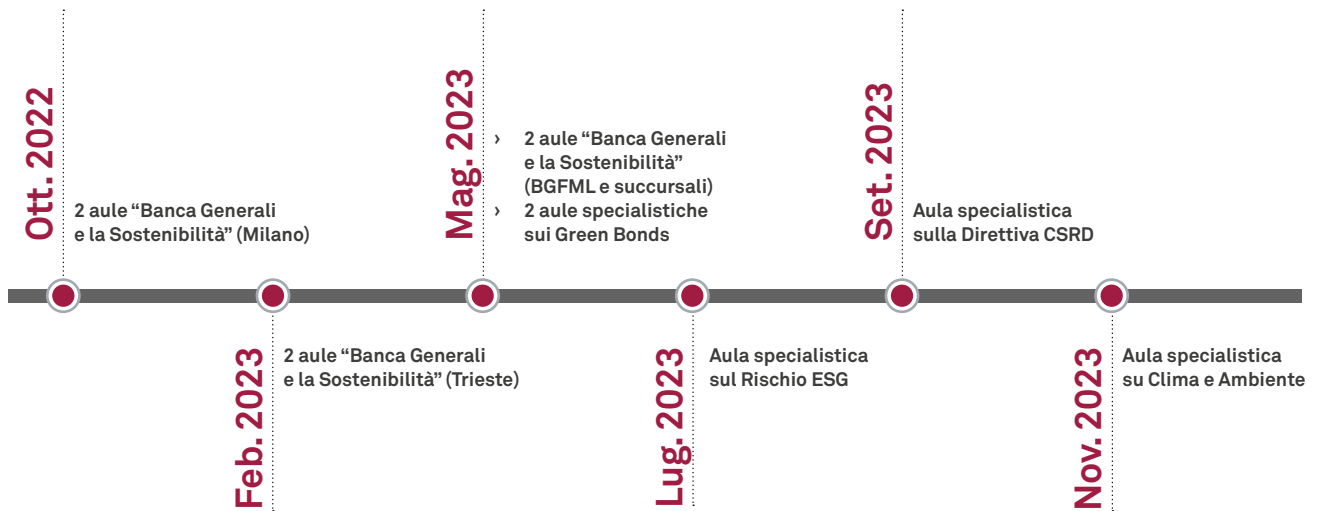 Ott. 2022
2 aule “Banca Generali
e la Sostenibilità” (Milano)
Feb. 2023
2 aule “Banca Generali
e la Sostenibilità” (Trieste)
Mag. 2023
› 2 aule “Banca Generali
e la Sostenibilità”
(BGFML e succursali)
› 2 aule specialistiche
sui Green Bonds
Lug. 2023
Aula specialistica
sul Rischio ESG
Set. 2023
Aula specialistica
sulla Direttiva CSRD
Nov. 2023
Aula specialistica
su Clima e Ambiente